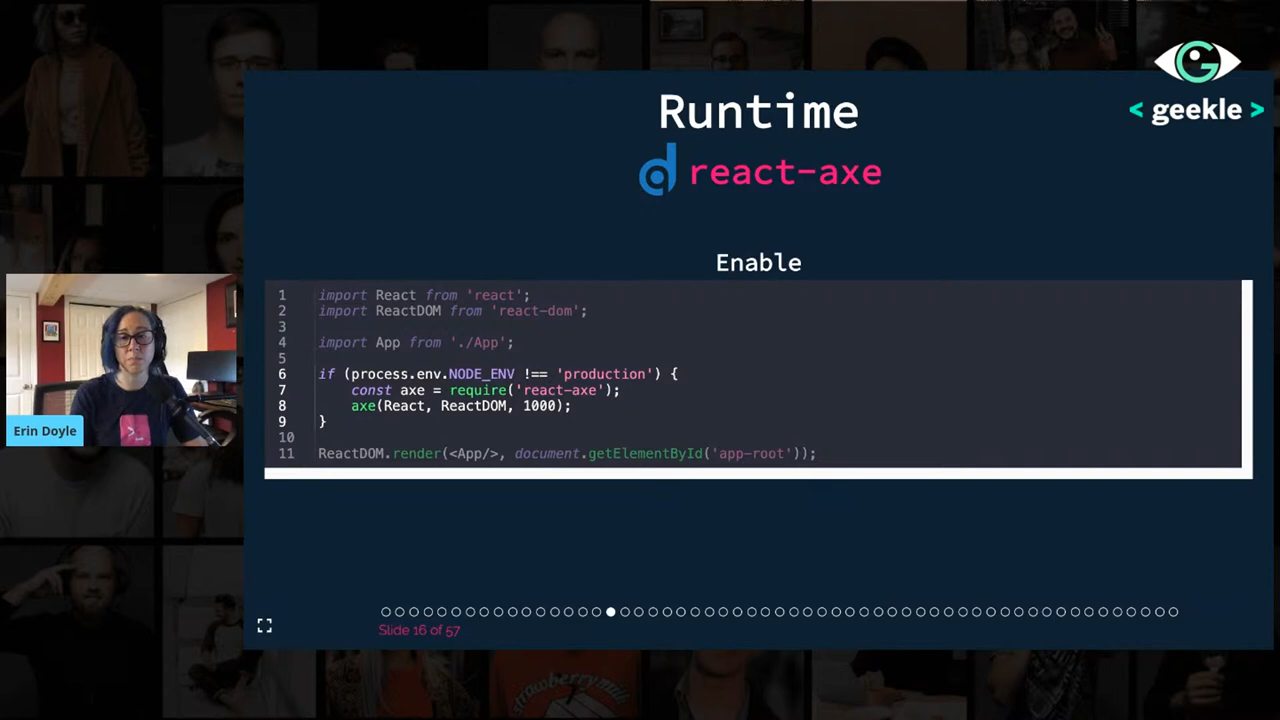 Runtime
react-axe
< geekle >
Enable
1 import React from 'react';
2 import ReactDOM from 'react-dom';
3
4 import App from './App';
5
6 if (process.env.NODE_ENV !== 'production') {
7 const axe = require('react-axe');
8 axe(React, ReactDOM, 1000);
9 }
10
11 ReactDOM.render(<App/>, document.getElementById('app-root'));
Erin Doyle
Slide 16 of 57
strawberry